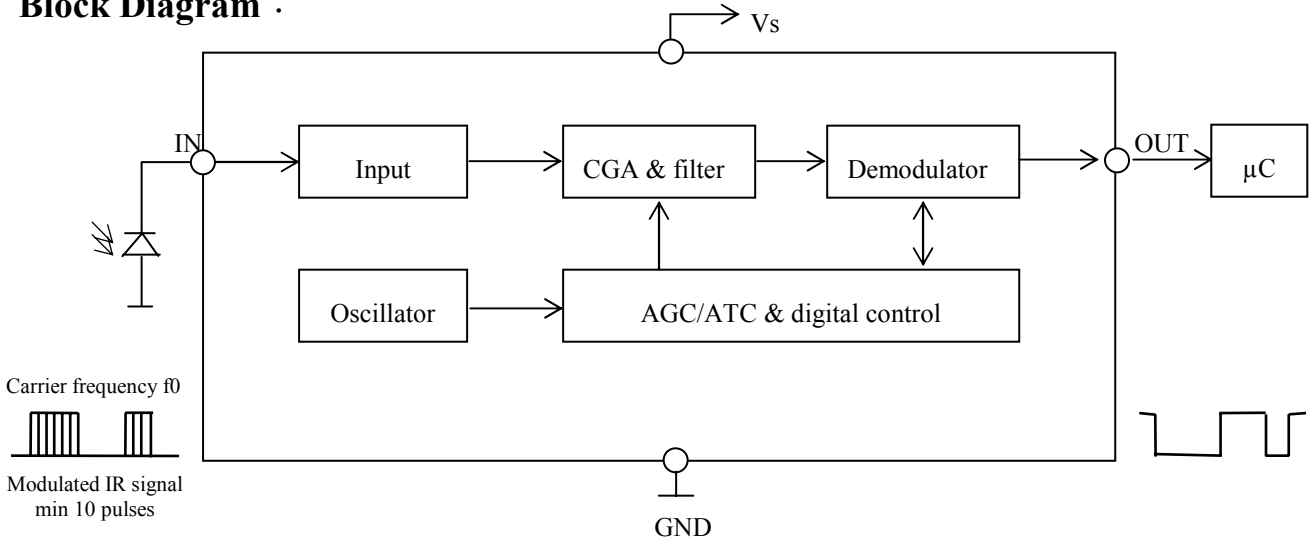 Block Diagram :
Vs
IN
Input
CGA & filter
Demodulator
OUT
µC
Oscillator
AGC/ATC & digital control
Carrier frequency f0
Modulated IR signal
min 10 pulses
GND